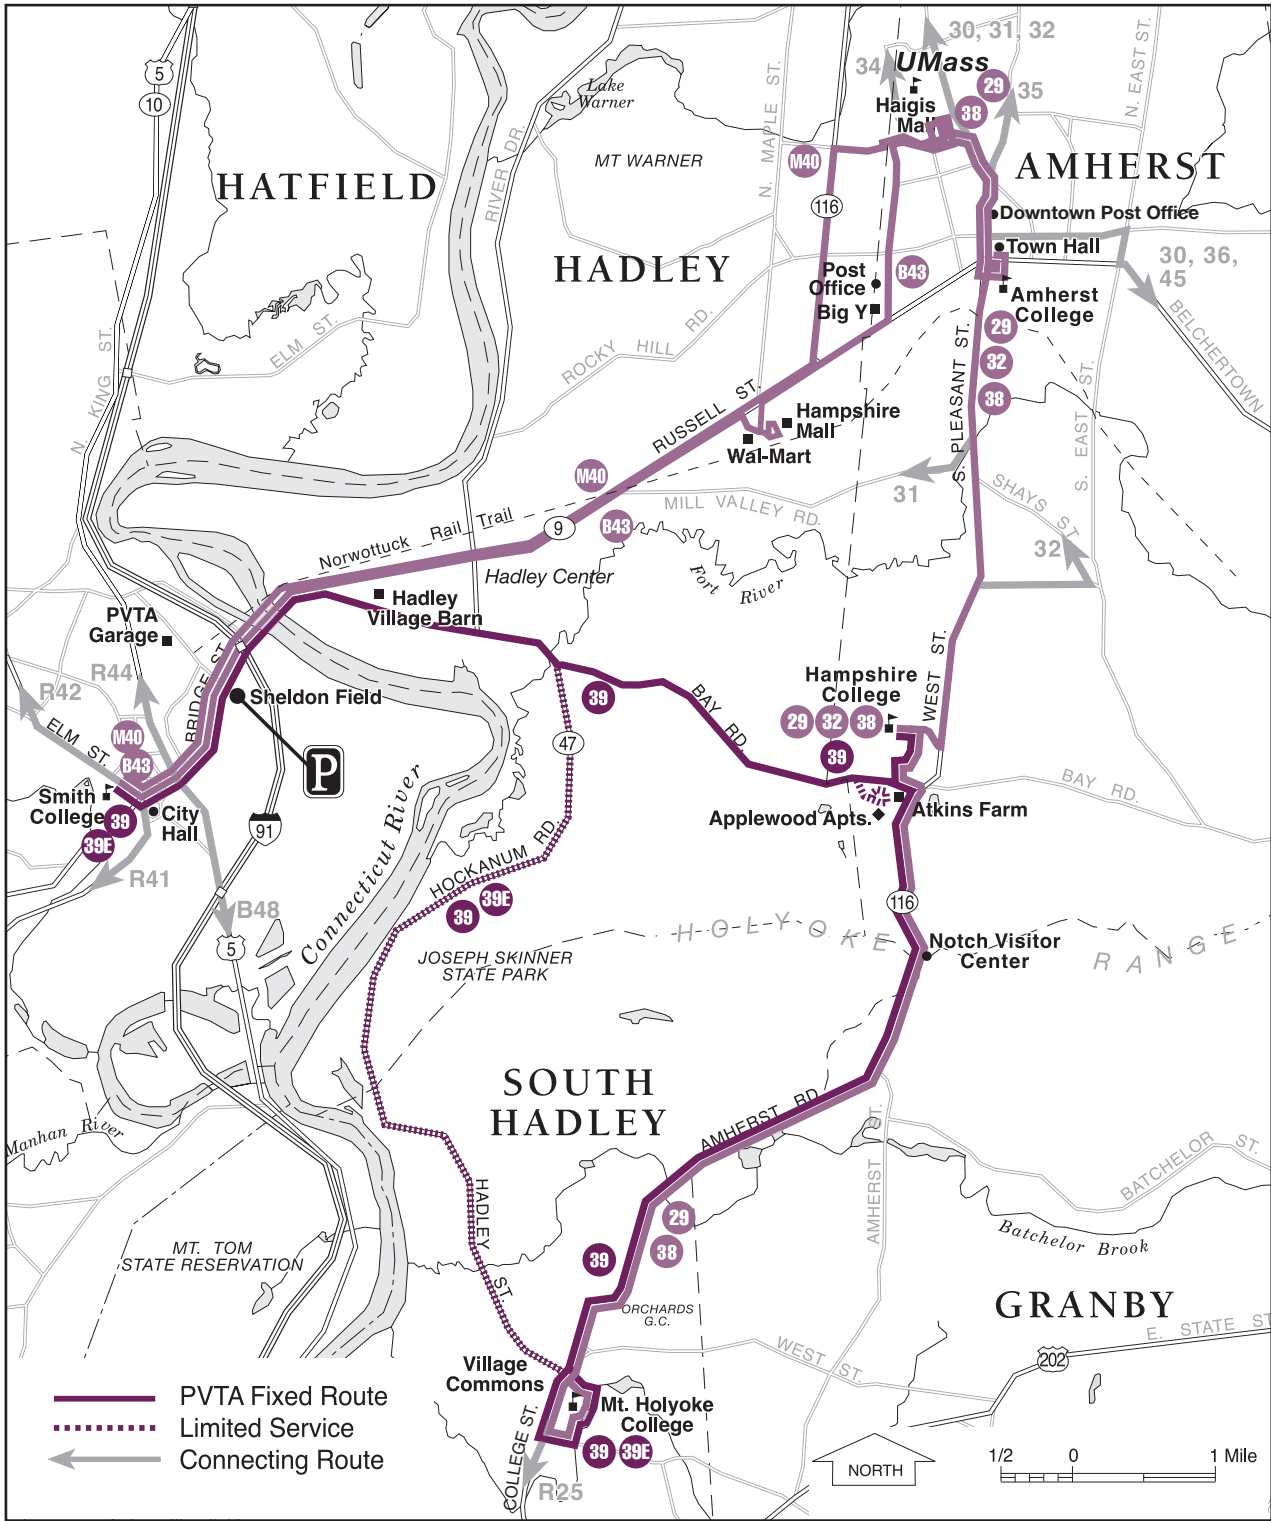 30, 31, 32
34
UMass
29
35
Haigis
Mall
38
5
10
Lake
Warner
N. MAPLE ST.
N. EAST ST.
RIVER DR.
MT WARNER
M40
AMHERST
HATFIELD
116
Downtown Post Office
Town Hall
HADLEY
B43
30, 36,
45
Post
Office
Big Y
Amherst
College
BELCHERTOWN
N. KING ST.
ELM ST.
ROCKY HILL RD.
29
32
38
S. PLEASANT ST.
S. EAST ST.
RUSSELL ST.
Hampshire
Mall
Wal-Mart
M40
31
MILL VALLEY RD.
SHAYS ST.
32
B43
9
Norwottuck Rail Trail
Hadley Center
Fort River
Hadley
Village Barn
PVTA
Garage
R44
R42
BRIDGE ST.
Sheldon Field
WEST ST.
Hampshire
College
29
32
38
39
39
BAY RD.
BAY RD.
ELM ST.
M40
B43
47
P
Smith
College
39
City
Hall
39E
91
Applewood Apts.
Atkins Farm
HOCKANUM RD.
R41
B48
5
Connecticut River
39
39E
116
HOLYOKE RANGE
Notch Visitor
Center
JOSEPH SKINNER
STATE PARK
SOUTH
HADLEY
AMHERST RD.
Manhan River
AMHERST ST.
BATCHELOR ST.
HADLEY ST.
29
38
39
Batchelor Brook
MT. TOM
STATE RESERVATION
ORCHARDS
G.C.
GRANBY
E. STATE ST
202
WEST ST.
Village
Commons
Mt. Holyoke
College
COLLEGE ST.
39
39E
R25
PVTA Fixed Route
Limited Service
Connecting Route
NORTH
1/2 0 1 Mile